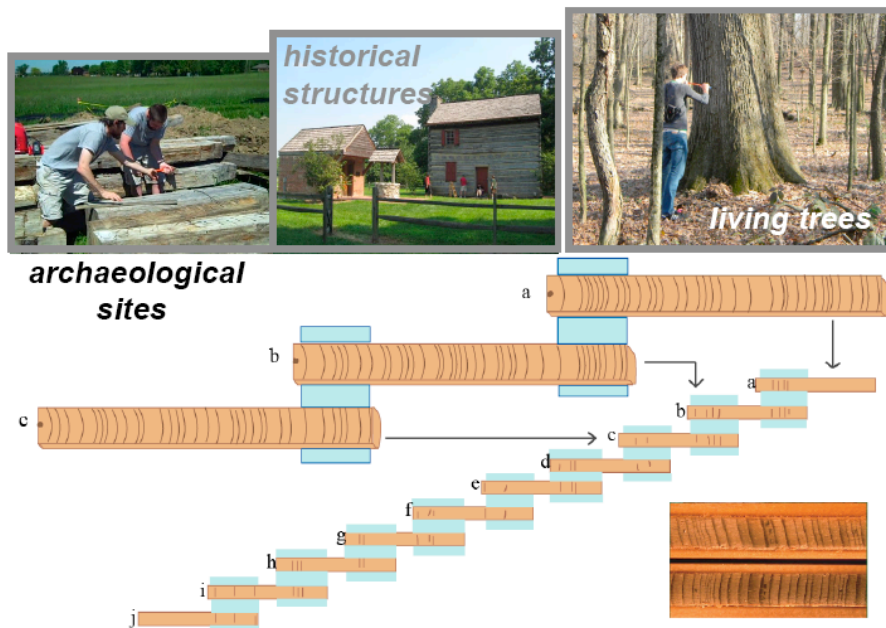 historical
structures
living trees
archaeological
sites
a
b
c
a
b
c
d
e
f
g
h
i
j